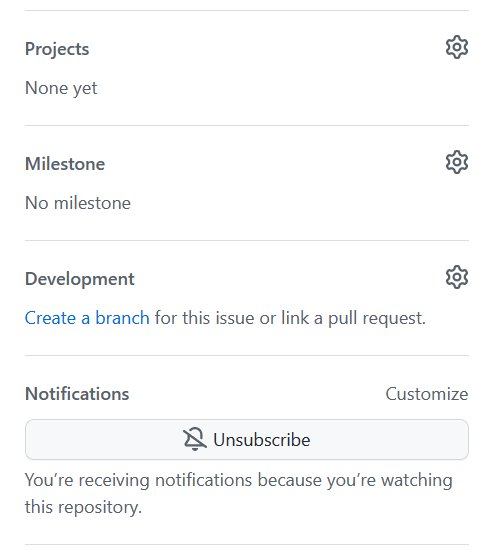 Projects
None yet
Milestone
No milestone
Development
Create a branch for this issue or link a pull request.
Notifications
Customize
Unsubscribe
You’re receiving notifications because you’re watching
this repository.